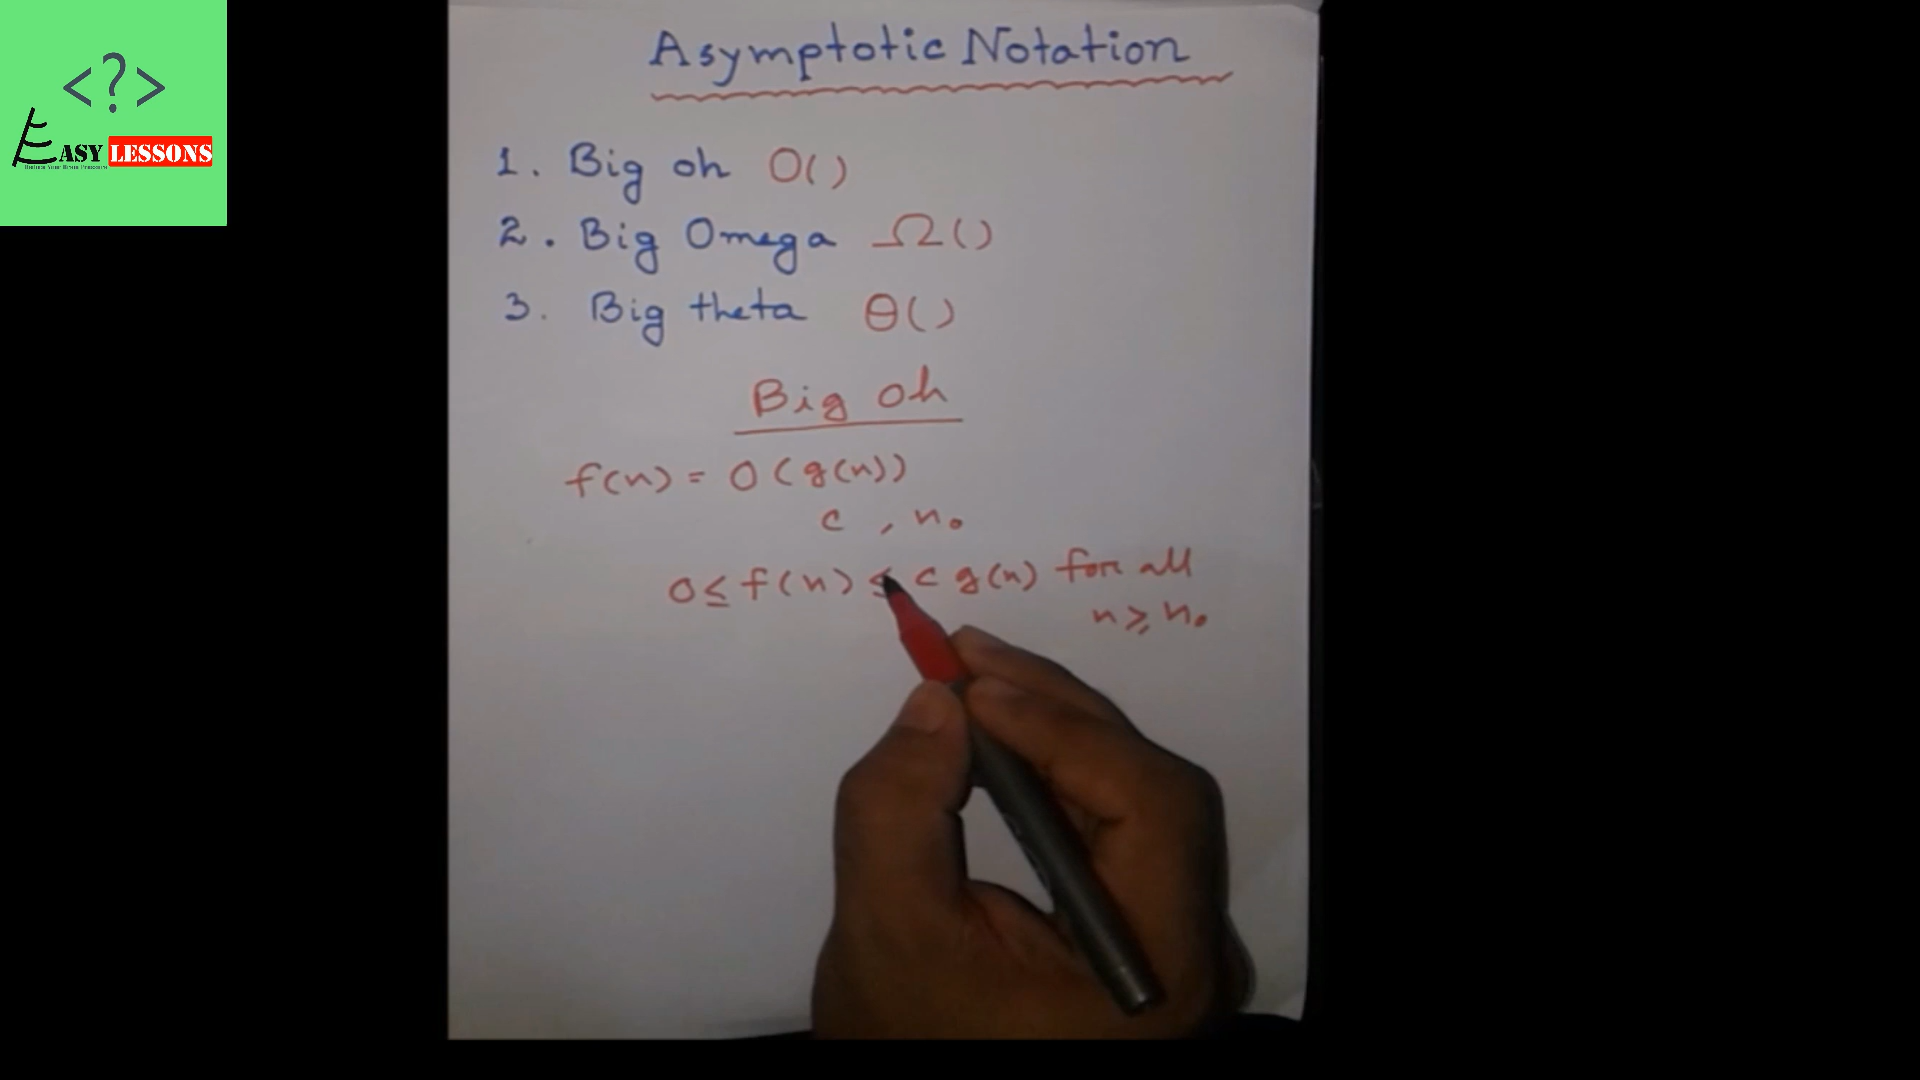 <?>
EASY LESSONS
Asymptotic Notation
1. Big oh O()
2. Big Omega Ω()
3. Big theta θ()
Big oh
f(n) = O(g(n))
c, n₀
0 ≤ f(n) ≤ c g(n) for all
n ≥ n₀